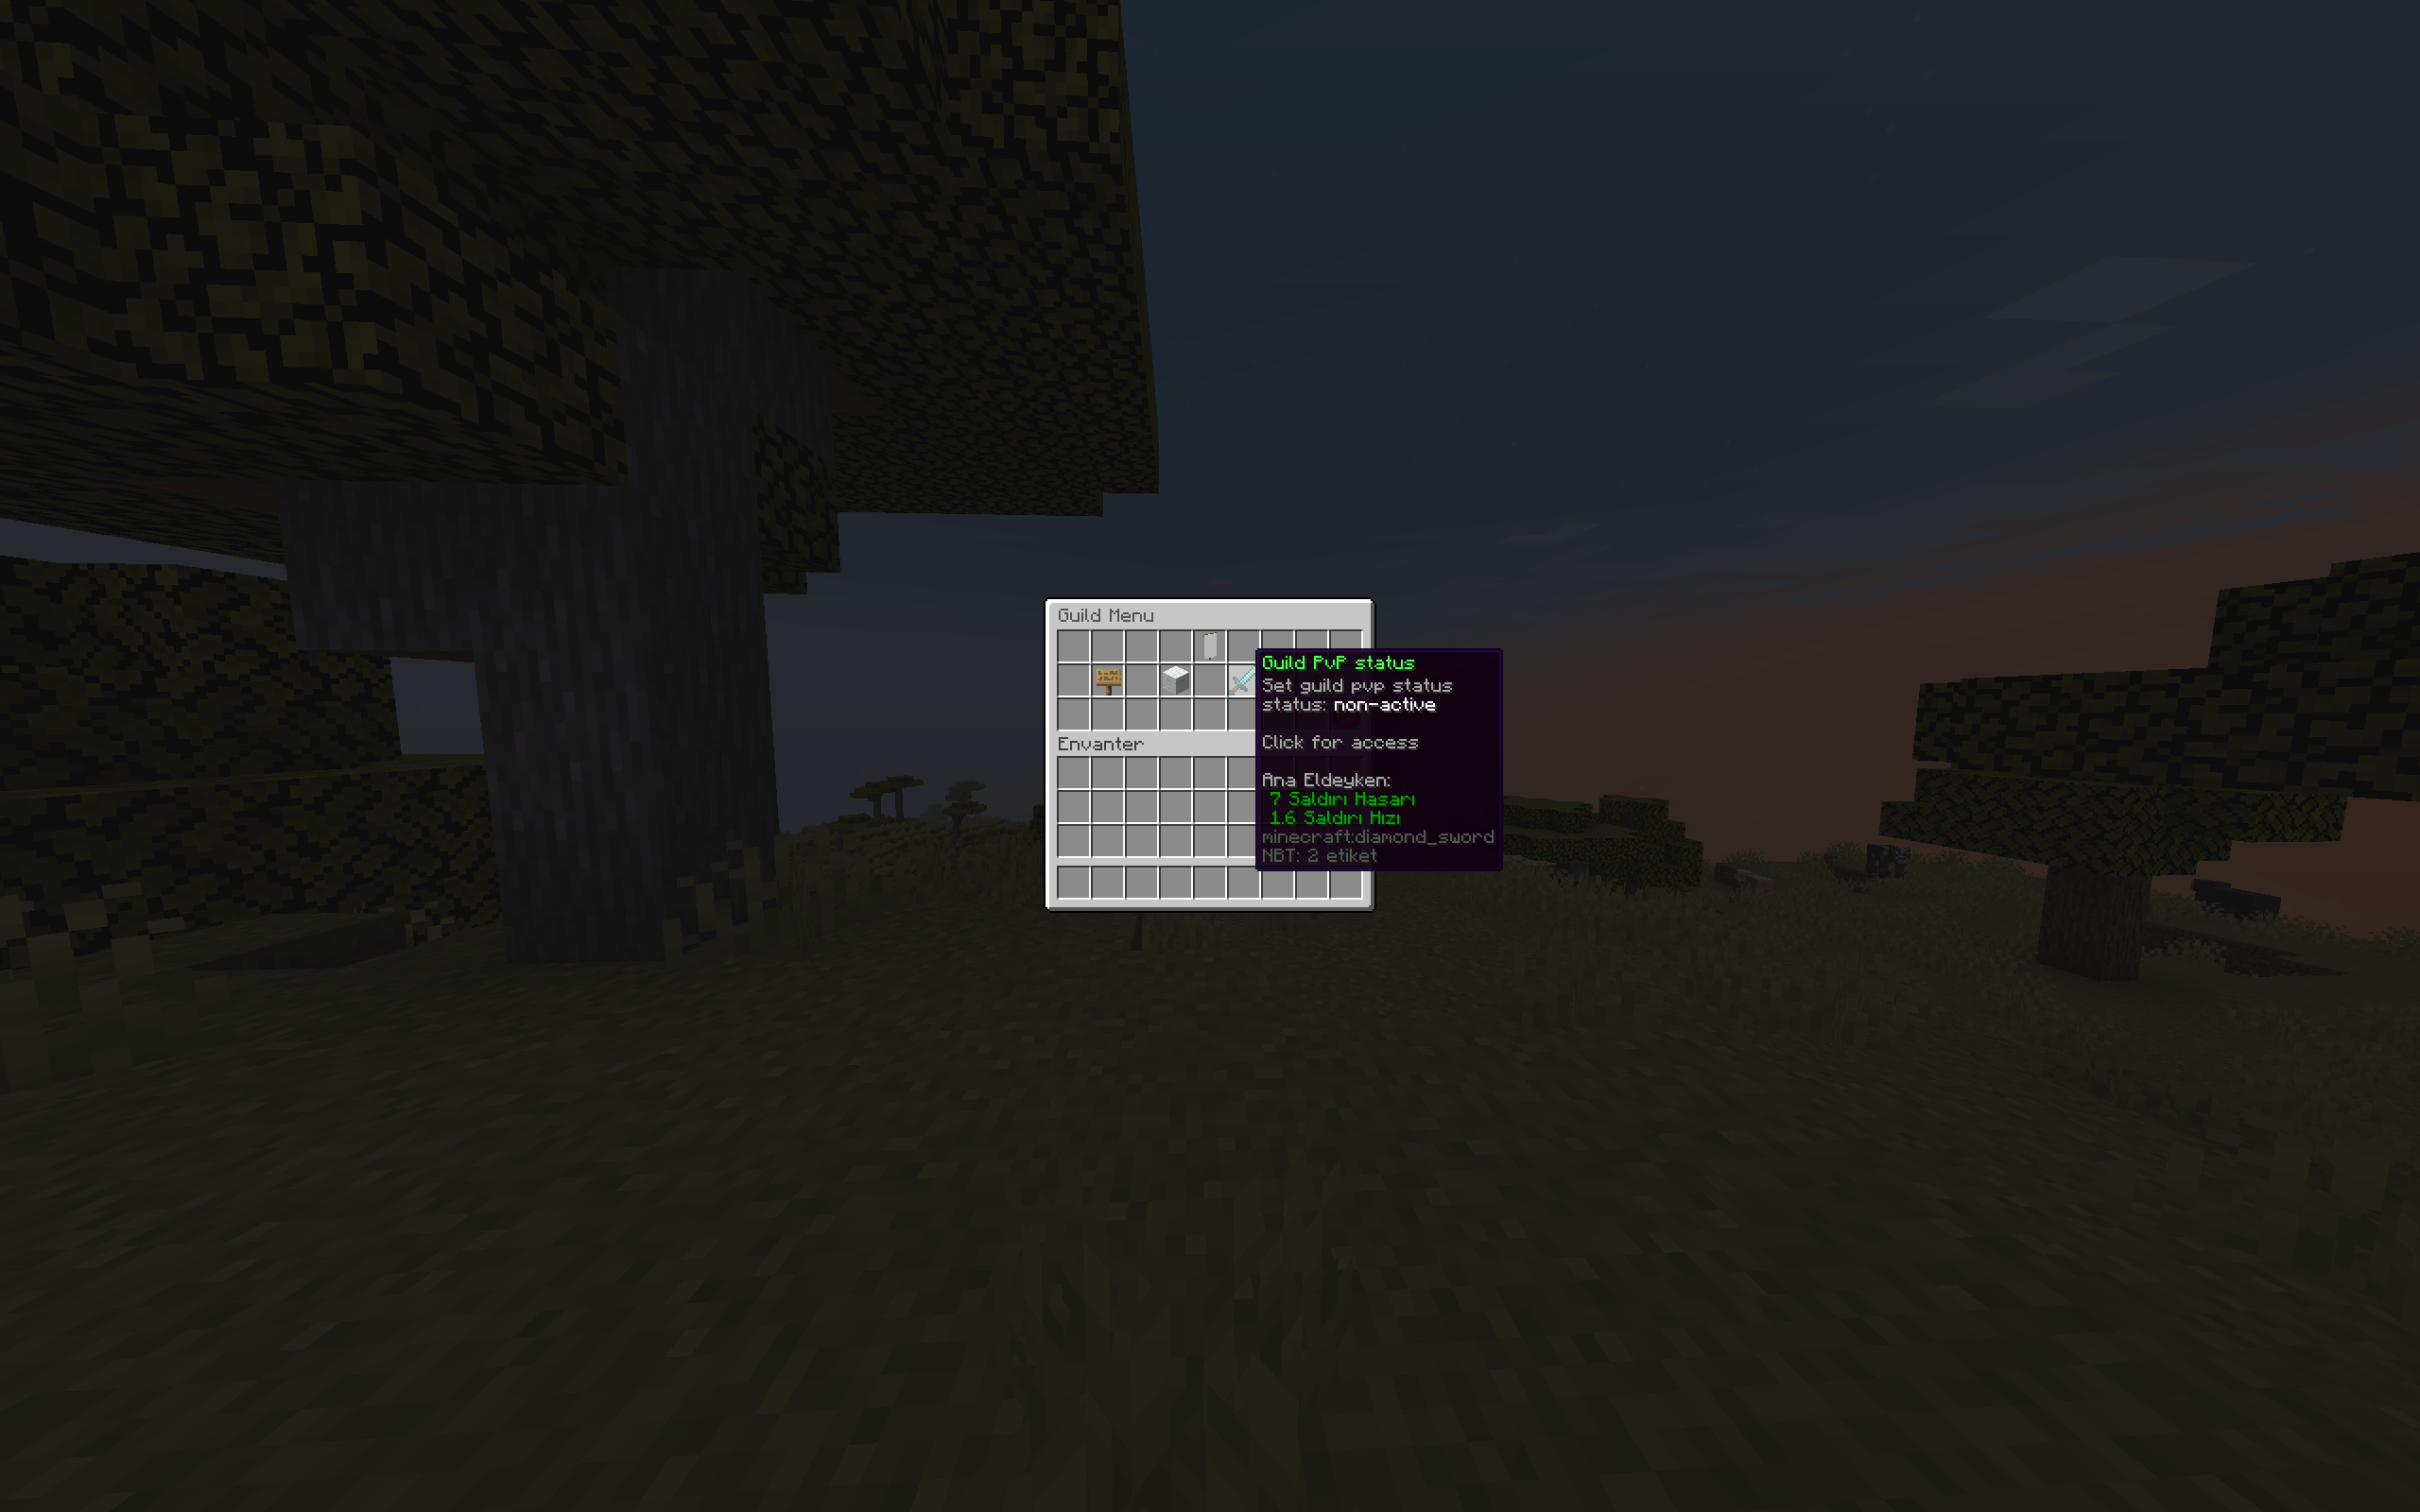 Guild Menu
Guild PvP status
Set guild pvp status
status: non-active
Click for access
Envanter
Ana Eldeyken:
7 Saldırı Hasarı
1.6 Saldırı Hızı
minecraft:diamond_sword
NBT: 2 etiket